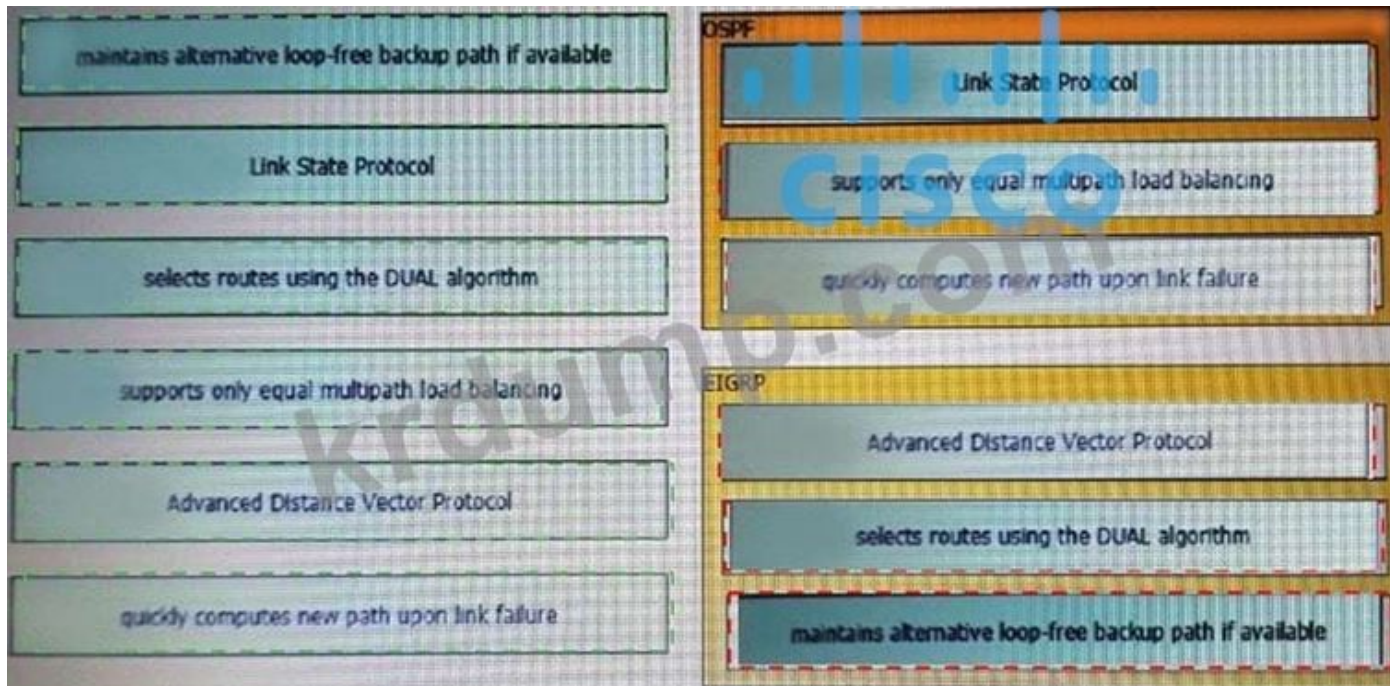 maintains alternative loop-free backup path if available
Link State Protocol
selects routes using the DUAL algorithm
supports only equal multipath load balancing
Advanced Distance Vector Protocol
quickly computes new path upon link failure
OSPF
Link State Protocol
supports only equal multipath load balancing
quickly computes new path upon link failure
EIGRP
Advanced Distance Vector Protocol
selects routes using the DUAL algorithm
maintains alternative loop-free backup path if available
CISCO
krdump.com